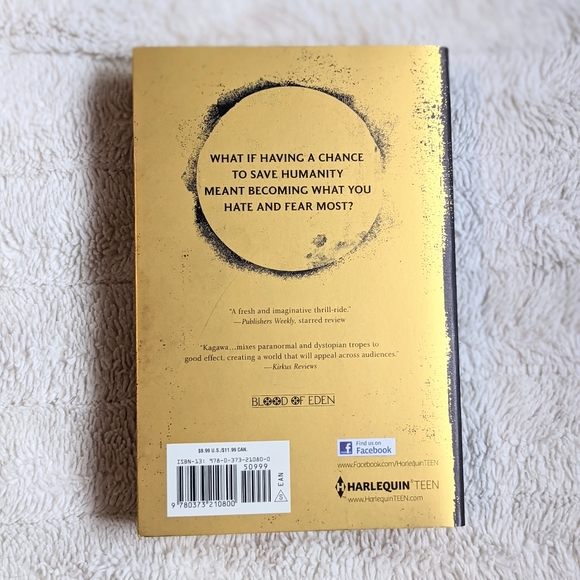 WHAT IF HAVING A CHANCE
TO SAVE HUMANITY
MEANT BECOMING WHAT YOU
HATE AND FEAR MOST?
“A fresh and imaginative thrill-ride.”
—Publishers Weekly, starred review
“Kagawa…mixes paranormal and dystopian tropes to
good effect, creating a world that will appeal across audiences.”
—Kirkus Reviews
BLOOD OF EDEN
$9.99 U.S./$11.99 CAN.
ISBN-13: 978-0-373-21080-0
50999
9 780373 210800
S
EAN
f
Find us on
Facebook
www.Facebook.com/HarlequinTEEN
H
HARLEQUIN® TEEN
www.HarlequinTEEN.com